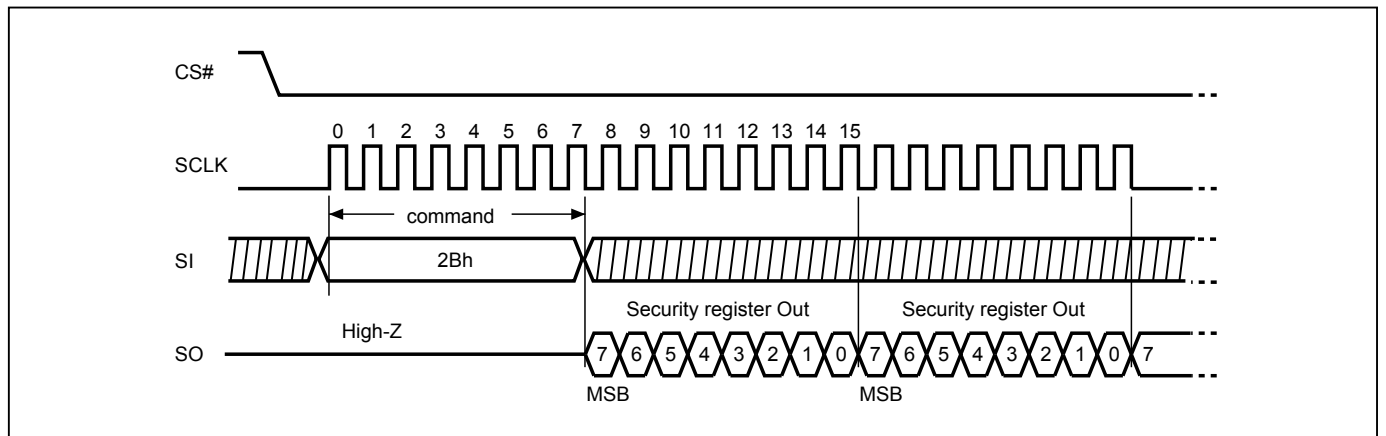 CS#
0 1 2 3 4 5 6 7 8 9 10 11 12 13 14 15
SCLK
command
SI
2Bh
Security register Out Security register Out
High-Z
SO
7 6 5 4 3 2 1 0 7 6 5 4 3 2 1 0 7
MSB MSB